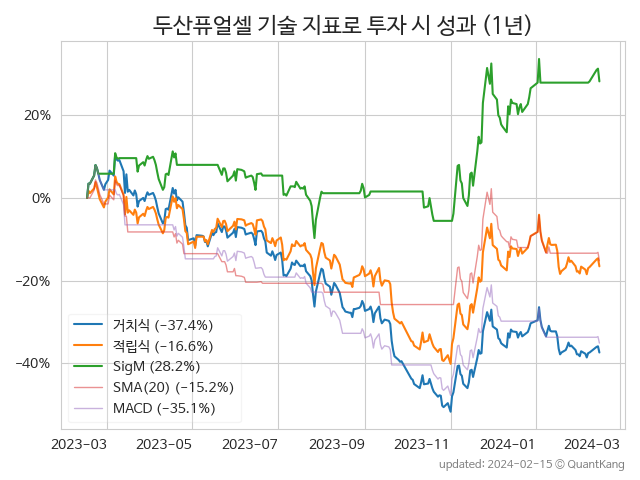 두산퓨얼셀 기술 지표로 투자 시 성과 (1년)
20%
0%
−20%
−40%
거치식 (−37.4%)
적립식 (−16.6%)
SigM (28.2%)
SMA(20) (−15.2%)
MACD (−35.1%)
2023−03
2023−05
2023−07
2023−09
2023−11
2024−01
2024−03
updated: 2024−02−15 ⓒ QuantKang